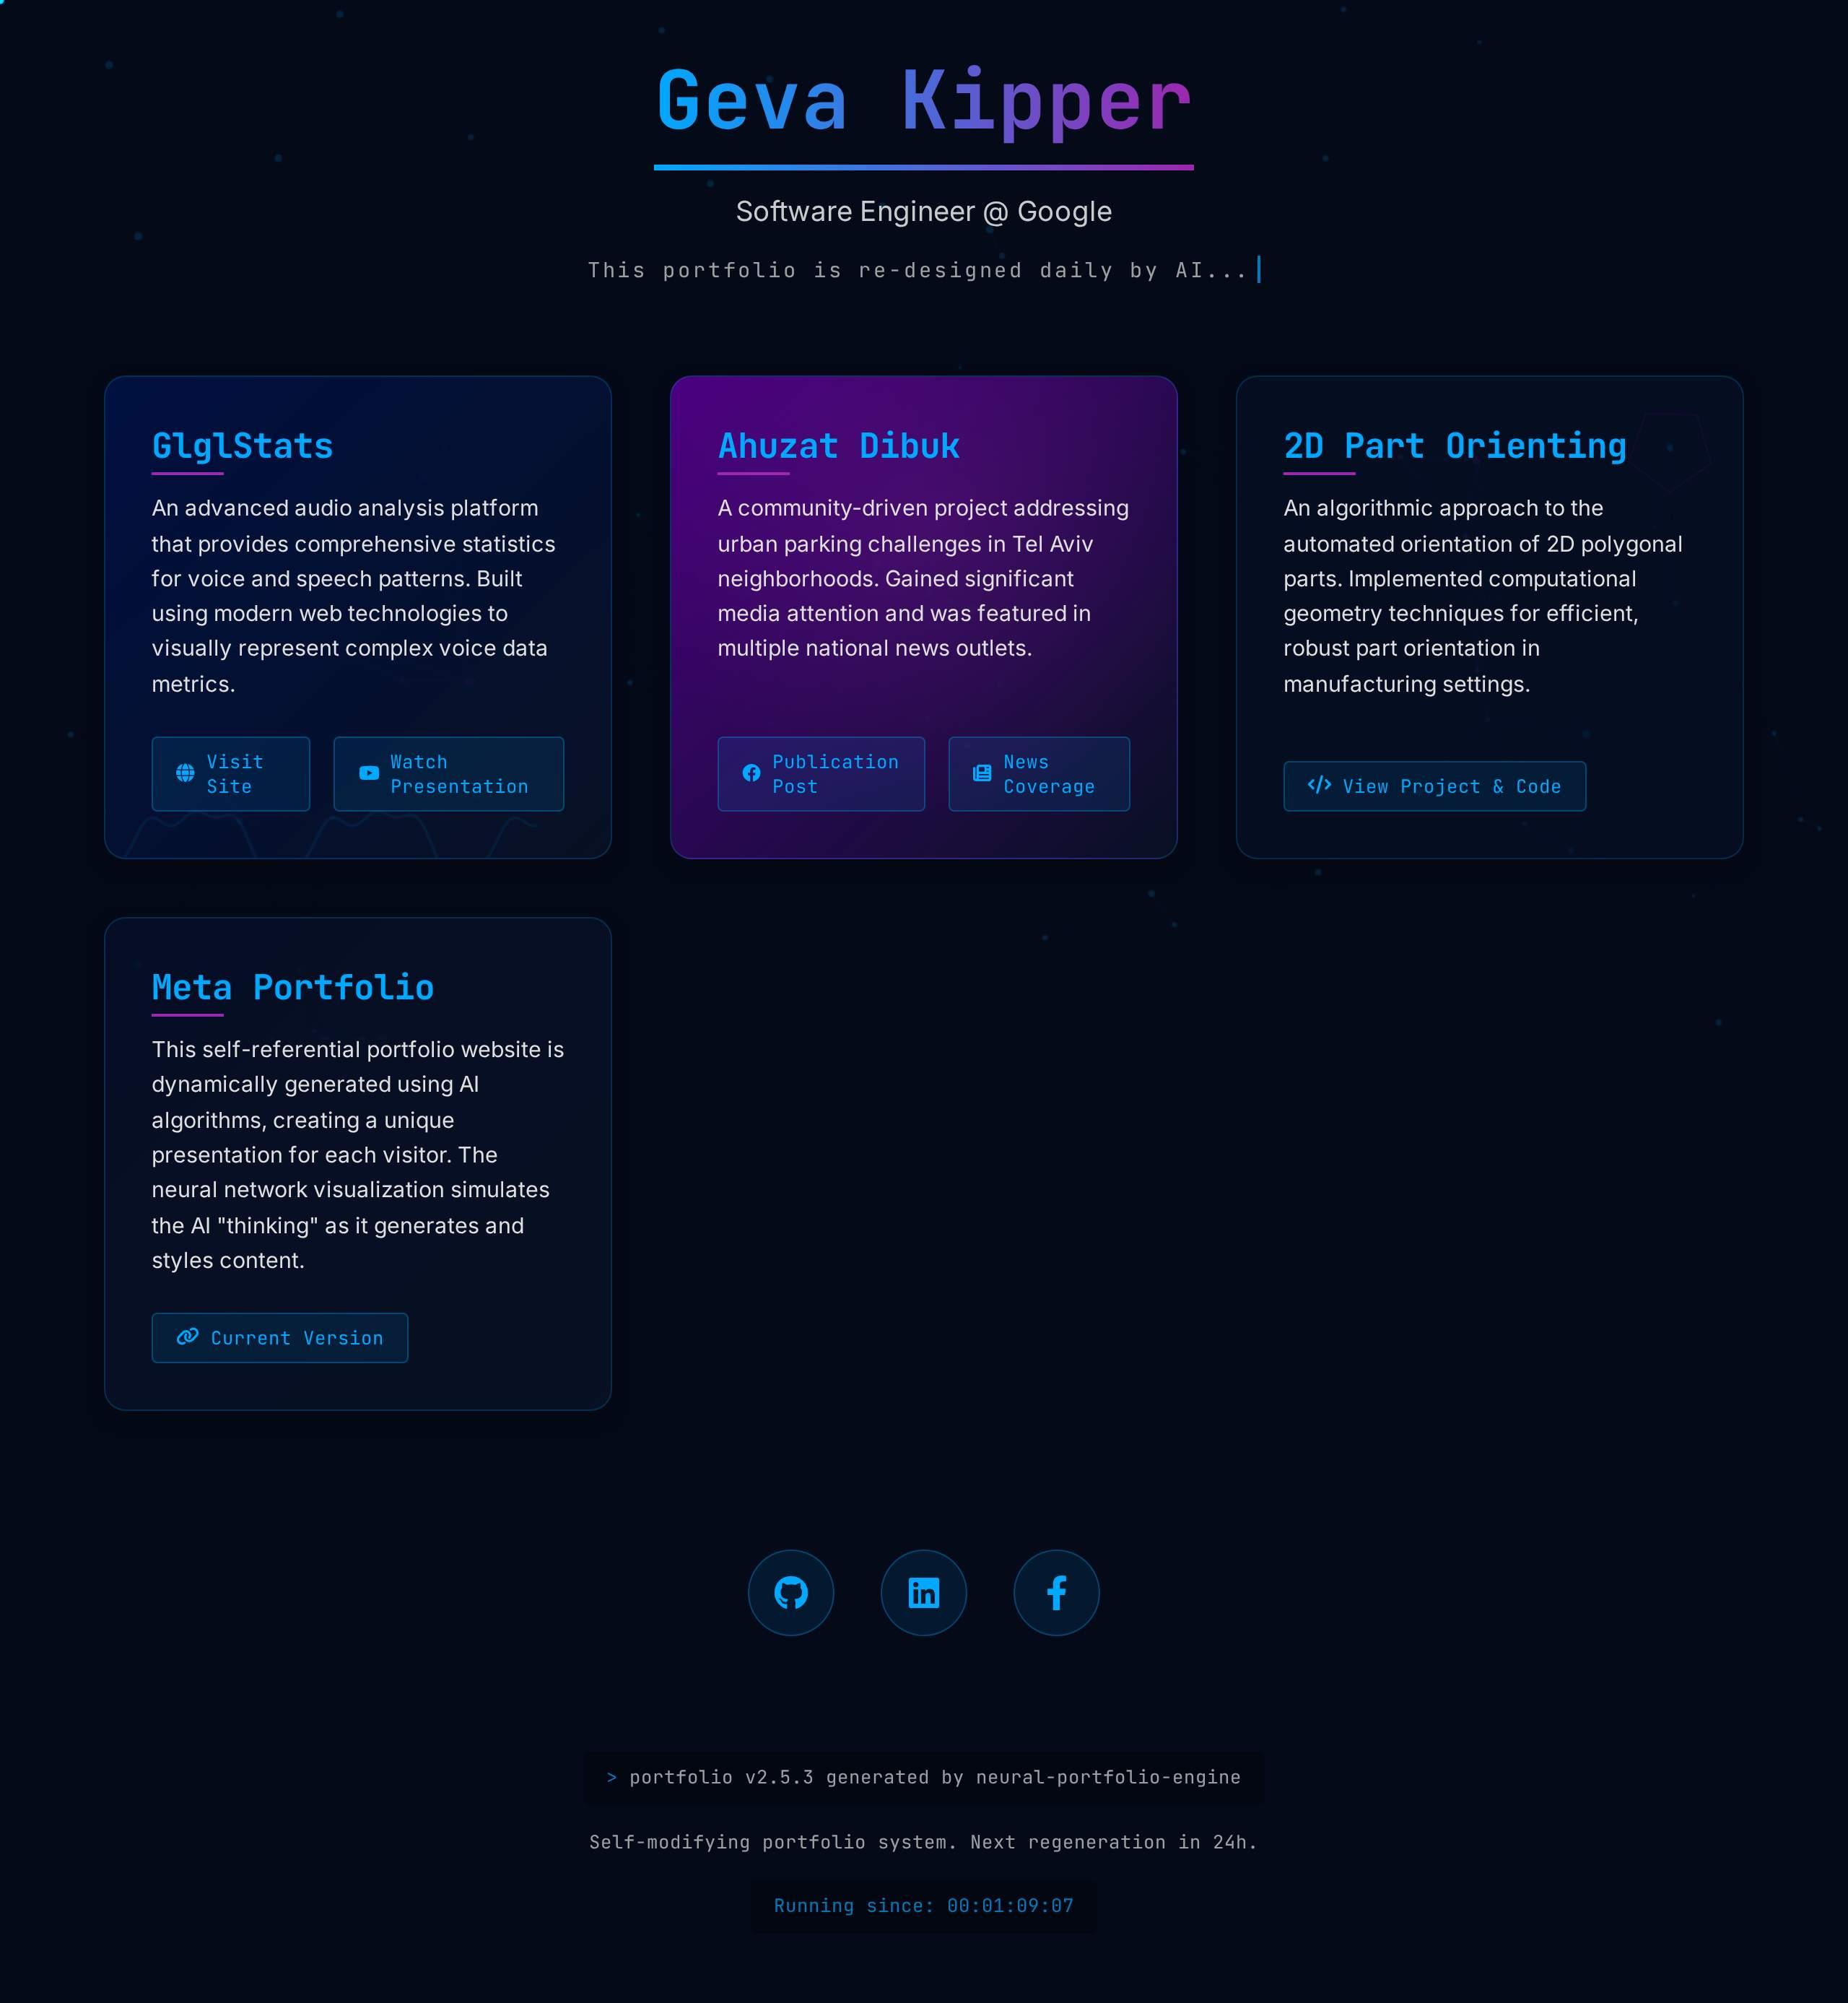 Geva Kipper
Software Engineer @ Google
This portfolio is re-designed daily by AI...
GlglStats
An advanced audio analysis platform
that provides comprehensive statistics
for voice and speech patterns. Built
using modern web technologies to
visually represent complex voice data
metrics.
Visit
Site
Watch
Presentation
Ahuzat Dibuk
A community-driven project addressing
urban parking challenges in Tel Aviv
neighborhoods. Gained significant
media attention and was featured in
multiple national news outlets.
Publication
Post
News
Coverage
2D Part Orienting
An algorithmic approach to the
automated orientation of 2D polygonal
parts. Implemented computational
geometry techniques for efficient,
robust part orientation in
manufacturing settings.
View Project & Code
Meta Portfolio
This self-referential portfolio website is
dynamically generated using AI
algorithms, creating a unique
presentation for each visitor. The
neural network visualization simulates
the AI "thinking" as it generates and
styles content.
Current Version
> portfolio v2.5.3 generated by neural-portfolio-engine
Self-modifying portfolio system. Next regeneration in 24h.
Running since: 00:01:09:07